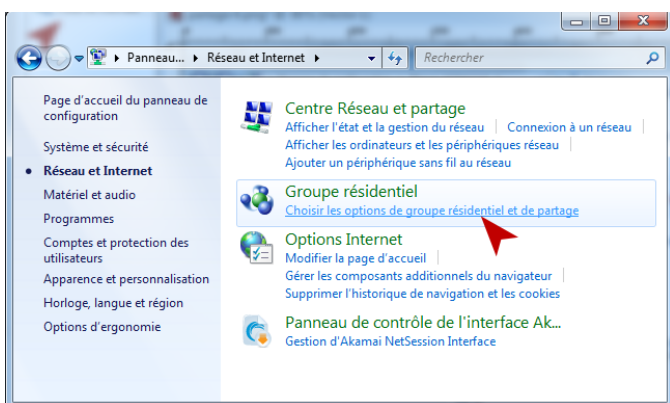 Panneau... Réseau et Internet
Rechercher
Page d'accueil du panneau de
configuration
Système et sécurité
Réseau et Internet
Matériel et audio
Programmes
Comptes et protection des
utilisateurs
Apparence et personnalisation
Horloge, langue et région
Options d'ergonomie
Centre Réseau et partage
Afficher l'état et la gestion du réseau
Connexion à un réseau
Afficher les ordinateurs et les périphériques réseau
Ajouter un périphérique sans fil au réseau
Groupe résidentiel
Choisir les options de groupe résidentiel et de partage
Options Internet
Modifier la page d'accueil
Gérer les composants additionnels du navigateur
Supprimer l'historique de navigation et les cookies
Panneau de contrôle de l'interface Ak...
Gestion d'Akamai NetSession Interface